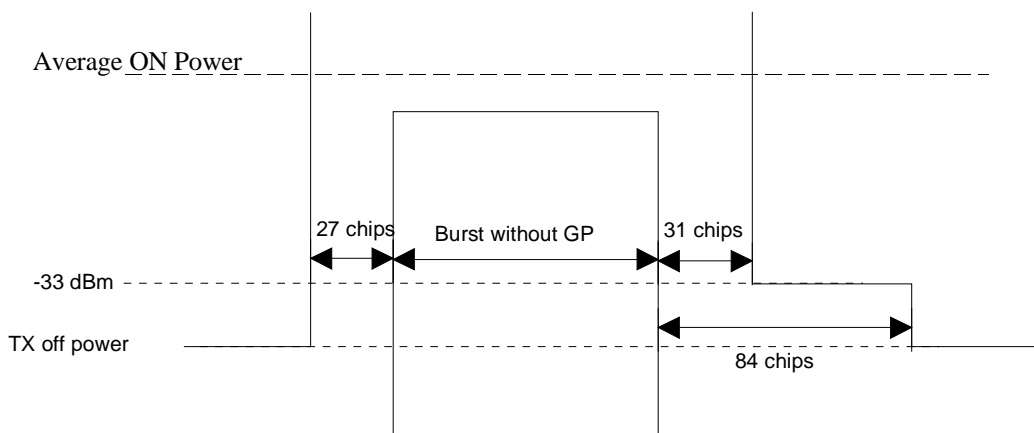 Average ON Power
27 chips
Burst without GP
31 chips
-33 dBm
TX off power
84 chips